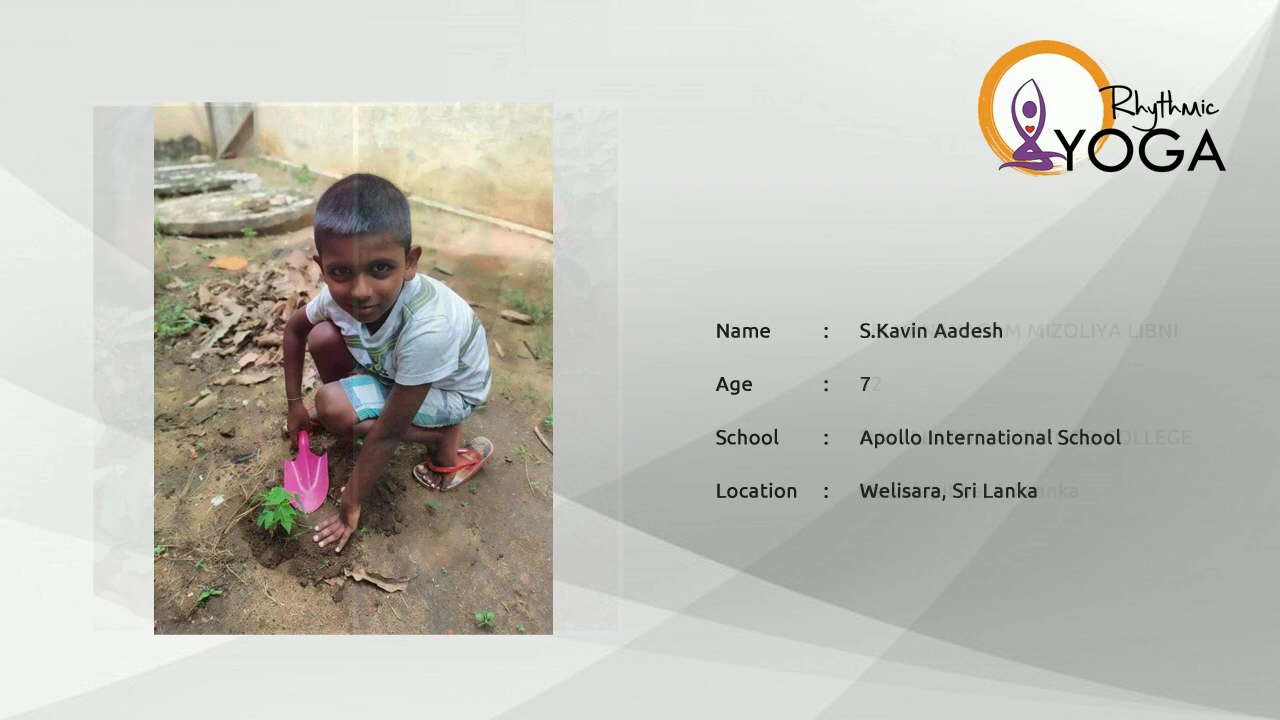 Rhythmic
YOGA
Name : S.Kavin Aadesh
Age : 7
School : Apollo International School
Location : Welisara, Sri Lanka